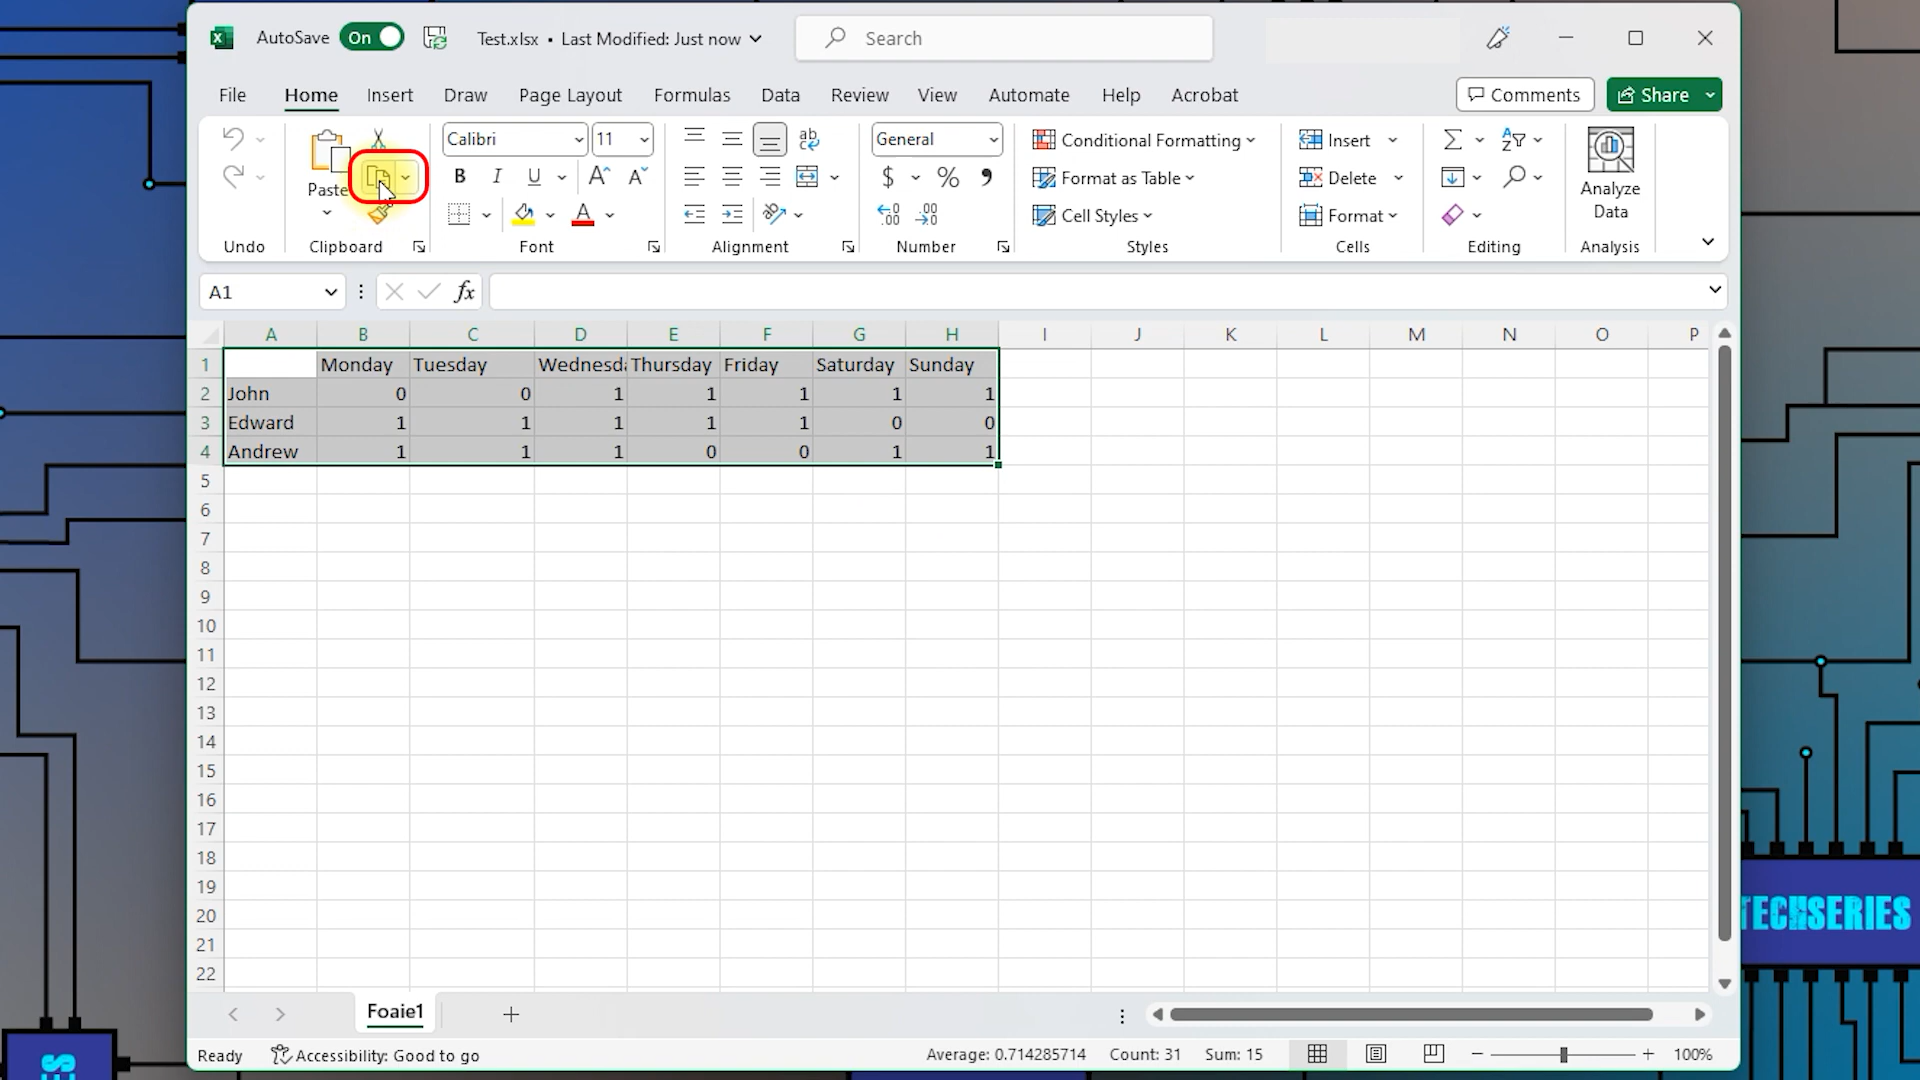 AutoSave On Test.xlsx • Last Modified: Just now Search
File Home Insert Draw Page Layout Formulas Data Review View Automate Help Acrobat Comments Share
Paste Calibri 11 ab General Conditional Formatting Insert
B I U A A $ % Format as Table Delete Analyze Data
A Cell Styles Format
Undo Clipboard Font Alignment Number Styles Cells Editing Analysis
A1 fx
A B C D E F G H I J K L M N O P
1 Monday Tuesday Wednesda Thursday Friday Saturday Sunday
2 John 0 0 1 1 1 1 1
3 Edward 1 1 1 1 1 0 0
4 Andrew 1 1 1 0 0 1 1
5
6
7
8
9
10
11
12
13
14
15
16
17
18
19
20
21
22
TECHSERIES
Foaie1
Ready Accessibility: Good to go Average: 0.714285714 Count: 31 Sum: 15 100%
ES